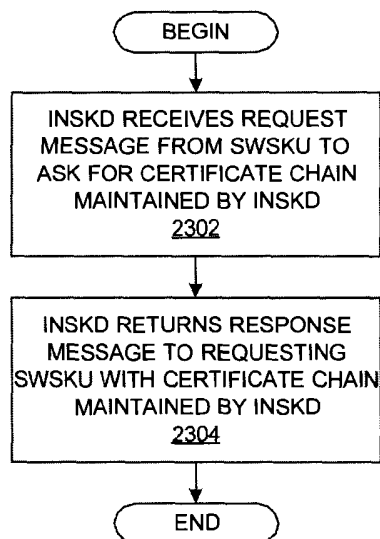 BEGIN
INSKD RECEIVES REQUEST
MESSAGE FROM SWSKU TO
ASK FOR CERTIFICATE CHAIN
MAINTAINED BY INSKD
2302
INSKD RETURNS RESPONSE
MESSAGE TO REQUESTING
SWSKU WITH CERTIFICATE CHAIN
MAINTAINED BY INSKD
2304
END